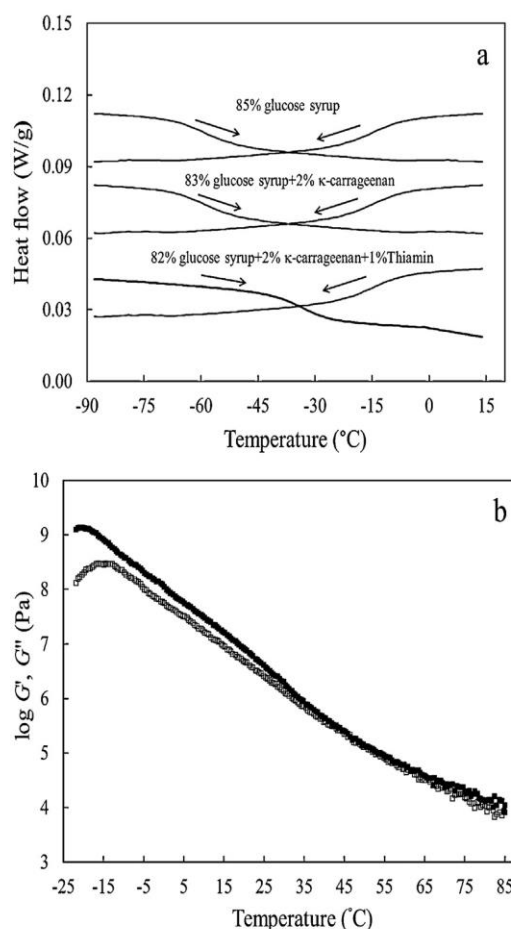 0.15
a
85% glucose syrup
0.12
0.09
83% glucose syrup+2% κ-carrageenan
Heat flow (W/g)
0.06
82% glucose syrup+2% κ-carrageenan+1%Thiamin
0.03
0.00
-90 -75 -60 -45 -30 -15 0 15
Temperature (°C)
10
b
9
8
7
log G', G" (Pa)
6
5
4
3
-25 -15 -5 5 15 25 35 45 55 65 75 85
Temperature (°C)